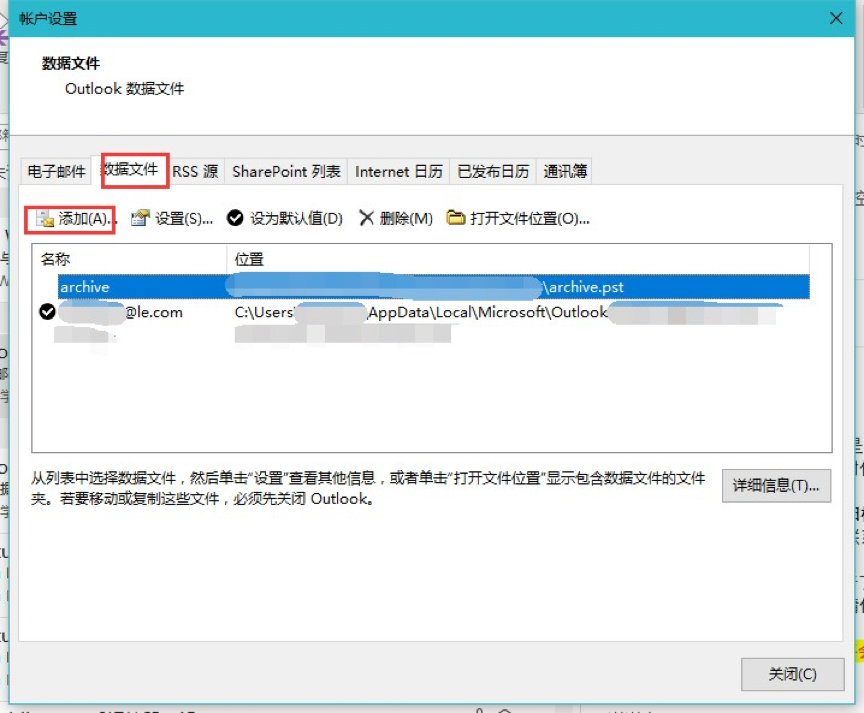 帐户设置
数据文件
Outlook 数据文件
电子邮件 数据文件 RSS 源 SharePoint 列表 Internet 日历 已发布日历 通讯簿
添加(A)... 设置(S)... 设为默认值(D) 删除(M) 打开文件位置(O)...
名称 位置
archive \archive.pst
@le.com C:\Users\ AppData\Local\Microsoft\Outlook
从列表中选择数据文件，然后单击“设置”查看其他信息，或者单击“打开文件位置”显示包含数据文件的文件
夹。若要移动或复制这些文件，必须先关闭 Outlook。
详细信息(T)...
关闭(C)